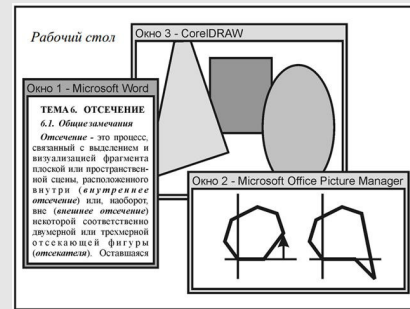 Рабочий стол
Окно 3 - CorelDRAW
Окно 1 - Microsoft Word
ТЕМА 6. ОТСЕЧЕНИЕ
6.1. Общие замечания
Отсечение - это процесс,
связанный с выделением и
визуализацией фрагмента
плоской или пространствен-
ной сцены, расположенного
внутри (внутреннее
отсечение) или, наоборот,
вне (внешнее отсечение)
некоторой соответственно
двумерной или трехмерной
отсекающей фигуры
(отсекателя). Оставшаяся
Окно 2 - Microsoft Office Picture Manager